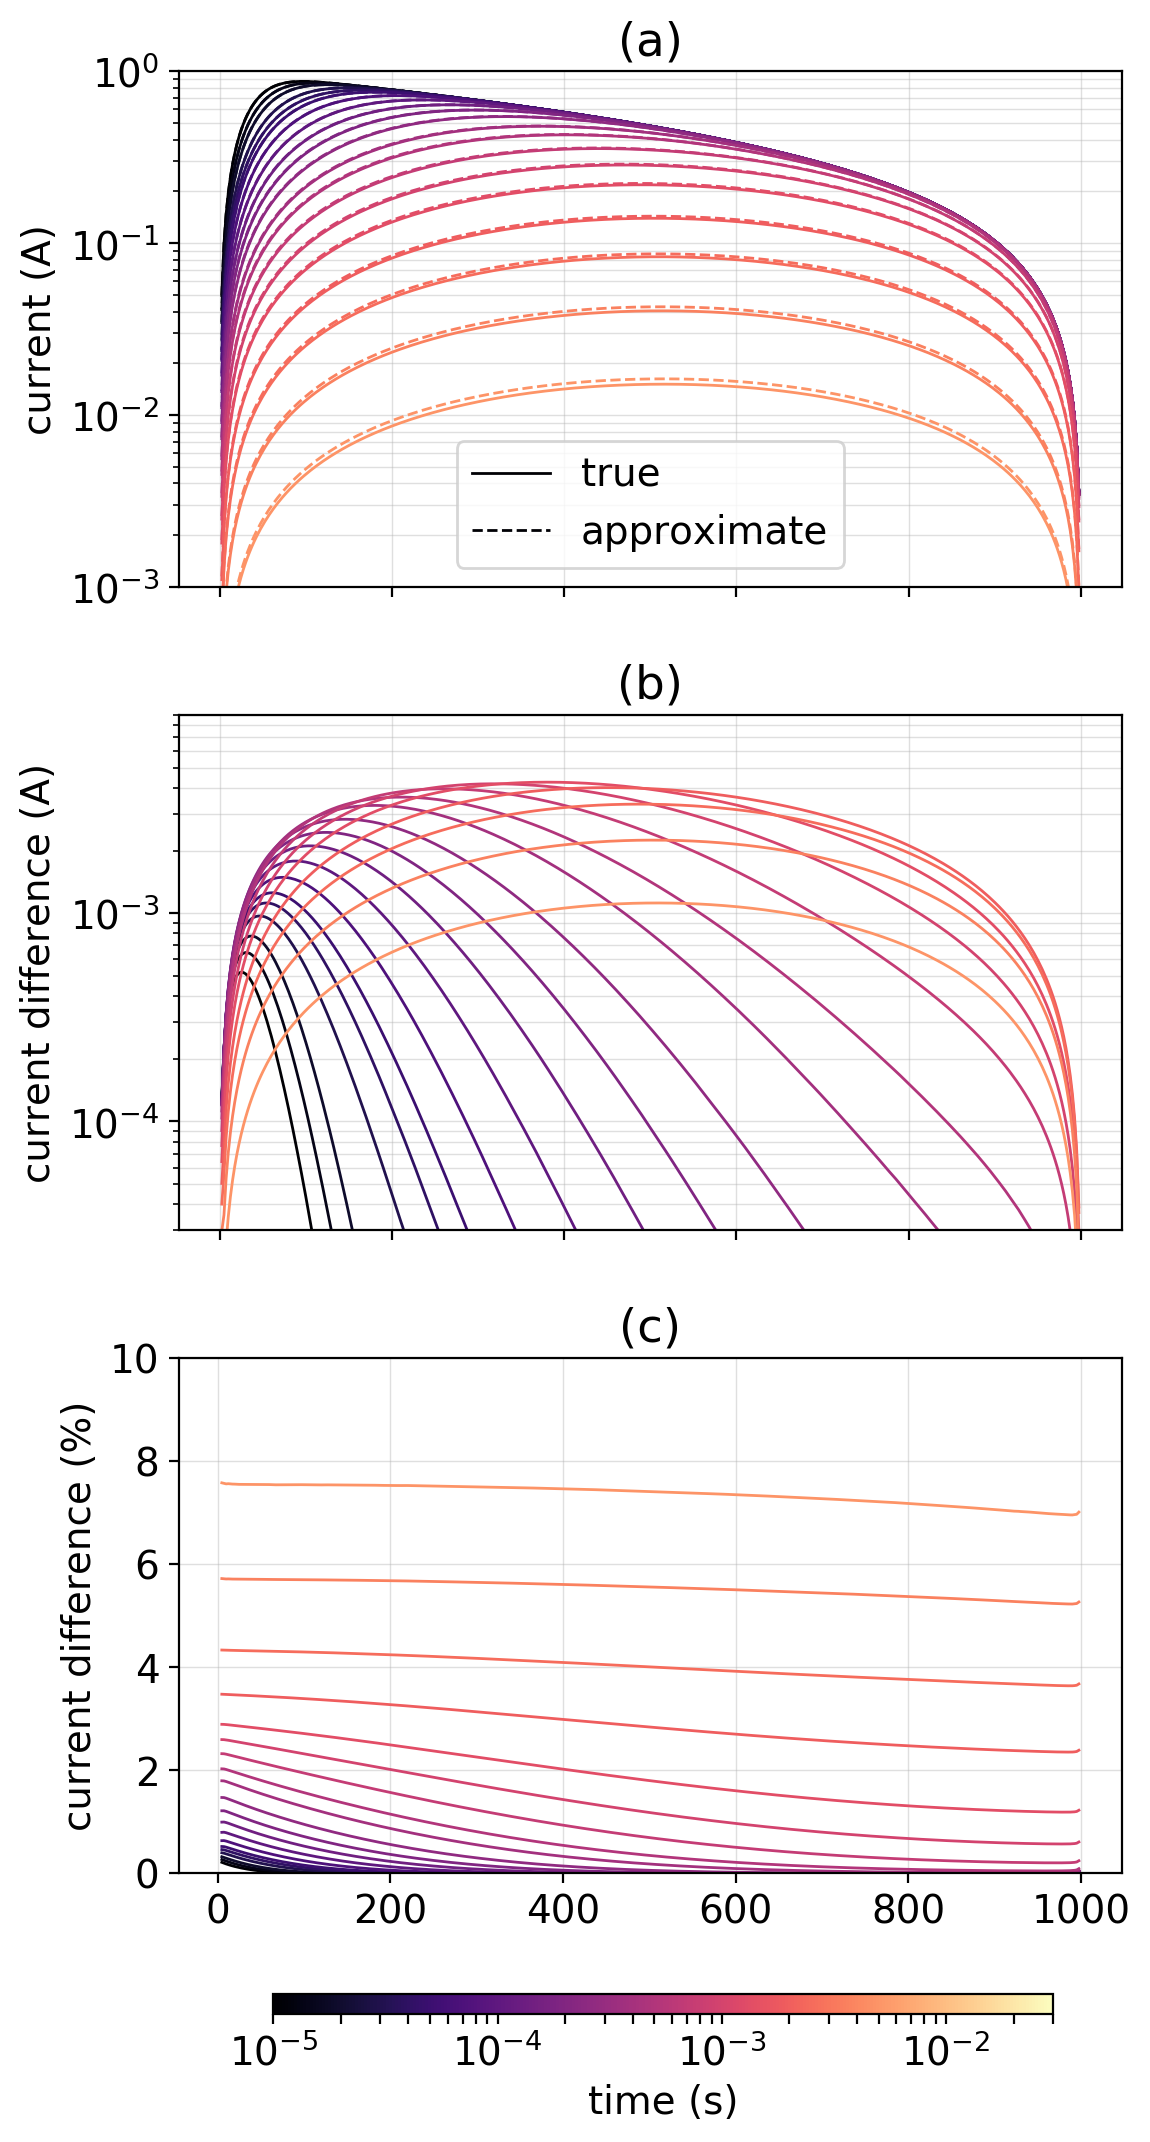 (a)
10⁰
10⁻¹
10⁻²
10⁻³
current (A)
true
approximate
(b)
10⁻³
10⁻⁴
current difference (A)
(c)
10
8
6
4
2
0
current difference (%)
0 200 400 600 800 1000
10⁻⁵ 10⁻⁴ 10⁻³ 10⁻²
time (s)